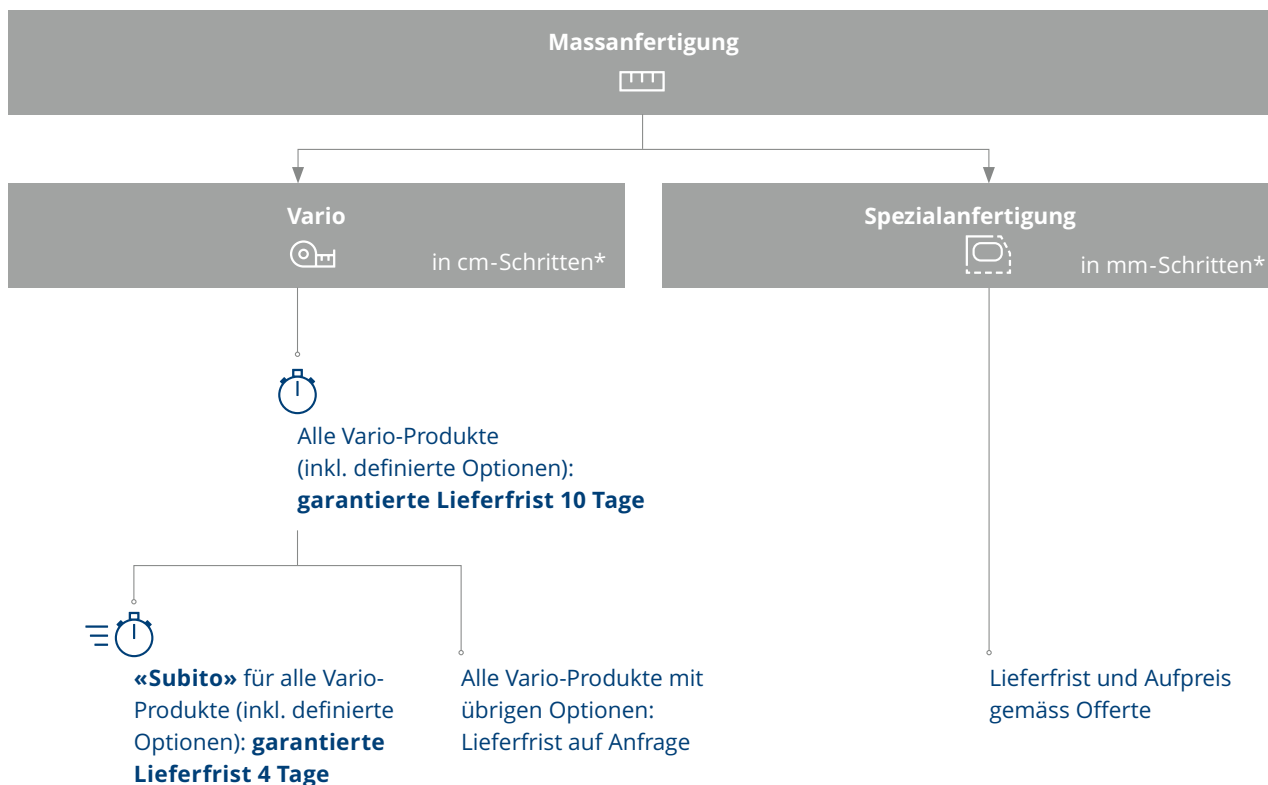 Massanfertigung
Vario
in cm-Schritten*
Spezialanfertigung
in mm-Schritten*
Alle Vario-Produkte
(inkl. definierte Optionen):
garantierte Lieferfrist 10 Tage
«Subito» für alle Vario-
Produkte (inkl. definierte
Optionen): garantierte
Lieferfrist 4 Tage
Alle Vario-Produkte mit
übrigen Optionen:
Lieferfrist auf Anfrage
Lieferfrist und Aufpreis
gemäss Offerte